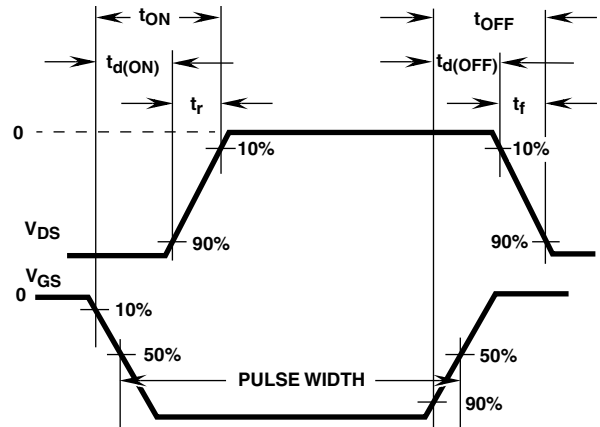 tON
tOFF
td(ON)
td(OFF)
tr
tf
0
10%
10%
VDS
90%
90%
VGS
0
10%
50%
50%
PULSE WIDTH
90%